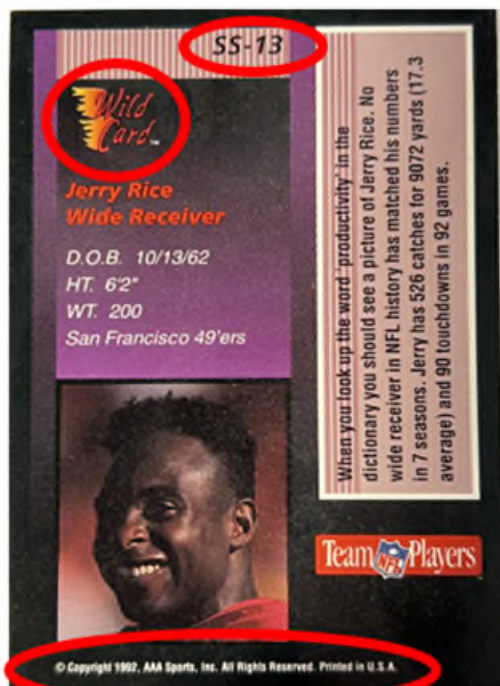 SS-13
Wild
Card™
Jerry Rice
Wide Receiver
D.O.B. 10/13/62
HT. 6'2"
WT. 200
San Francisco 49'ers
When you look up the word 'productivity' in the
dictionary you should see a picture of Jerry Rice. No
wide receiver in NFL history has matched his numbers
in 7 seasons. Jerry has 526 catches for 9072 yards (17.3
average) and 90 touchdowns in 92 games.
Team NFL Players
© Copyright 1992, AAA Sports, Inc. All Rights Reserved. Printed in U.S.A.